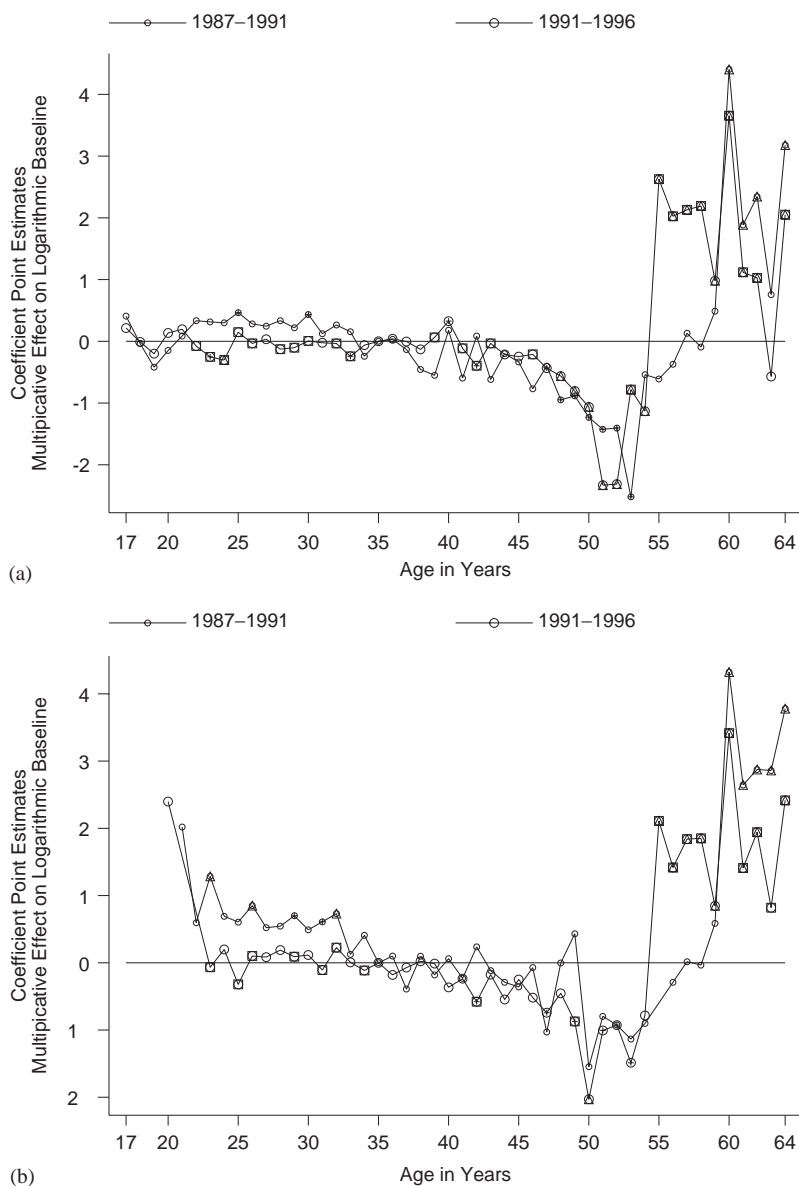 1987–1991 1991–1996
Coefficient Point Estimates
Multipicative Effect on Logarithmic Baseline
4
3
2
1
0
-1
-2
17 20 25 30 35 40 45 50 55 60 64
Age in Years
(a)
1987–1991 1991–1996
Coefficient Point Estimates
Multipicative Effect on Logarithmic Baseline
4
3
2
1
0
1
2
17 20 25 30 35 40 45 50 55 60 64
Age in Years
(b)